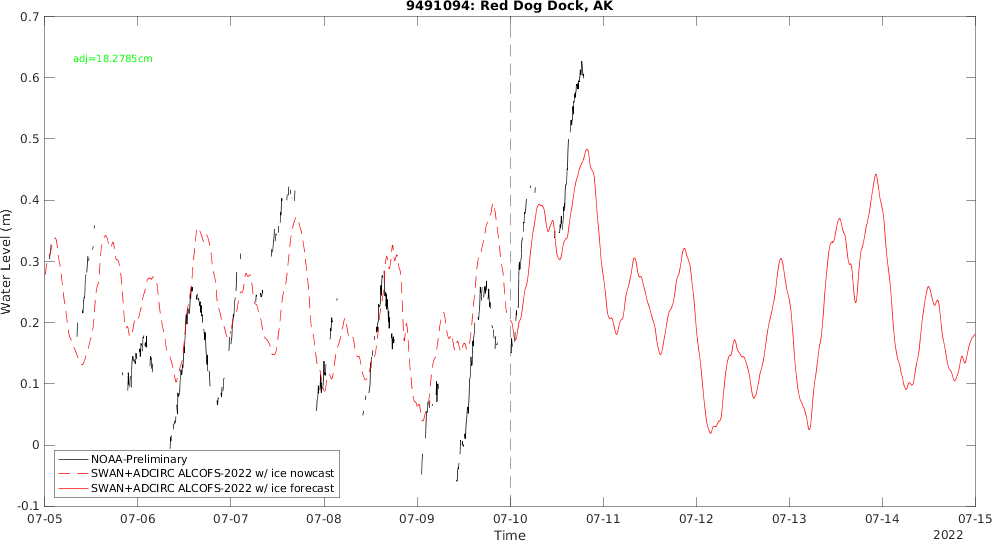 9491094: Red Dog Dock, AK
adj=18.2785cm
Water Level (m)
0.7
0.6
0.5
0.4
0.3
0.2
0.1
0
-0.1
NOAA-Preliminary
SWAN+ADCIRC ALCOFS-2022 w/ ice nowcast
SWAN+ADCIRC ALCOFS-2022 w/ ice forecast
07-05 07-06 07-07 07-08 07-09 07-10 07-11 07-12 07-13 07-14 07-15
Time
2022